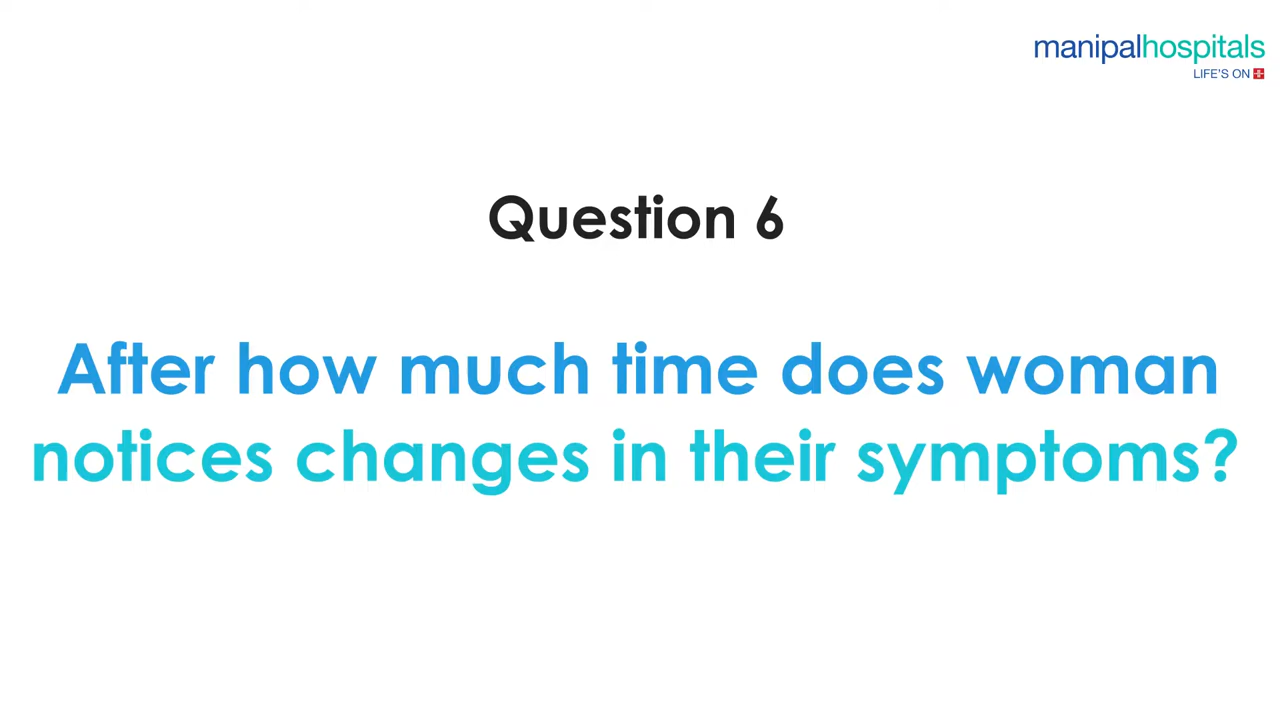 manipalhospitals
LIFE'S ON
Question 6
After how much time does woman
notices changes in their symptoms?